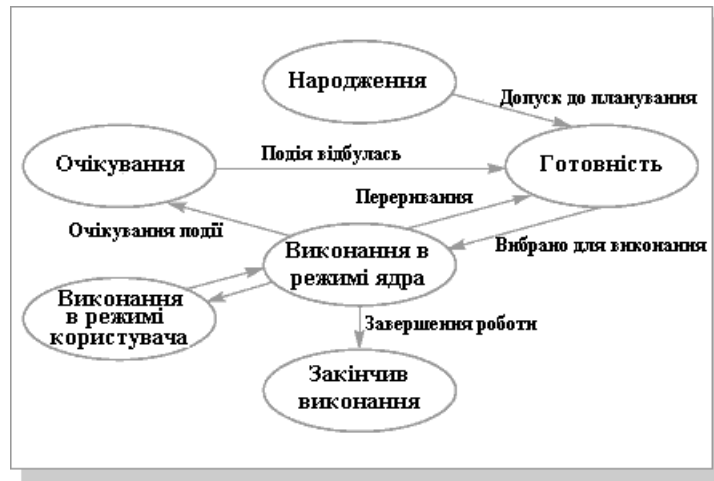 Народження
Допуск до планування
Очікування
Подія відбулась
Готовність
Переривання
Очікування події
Виконання в
режимі ядра
Вибрано для виконання
Виконання
в режимі
користувача
Завершення роботи
Закінчив
виконання